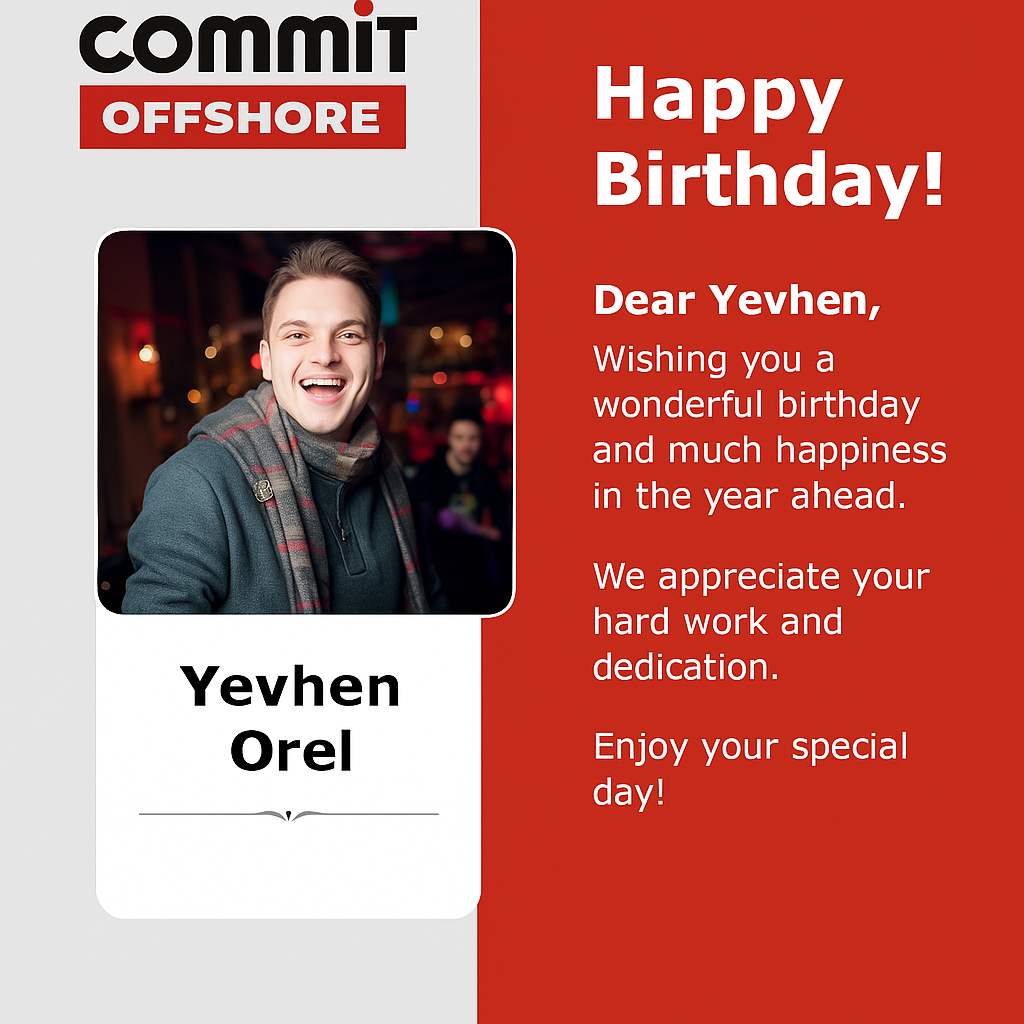 commit
OFFSHORE
Happy
Birthday!
Dear Yevhen,
Wishing you a
wonderful birthday
and much happiness
in the year ahead.
We appreciate your
hard work and
dedication.
Enjoy your special
day!
Yevhen
Orel